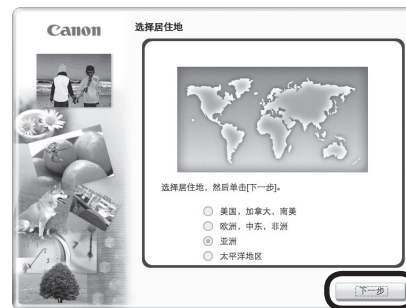 Canon
选择居住地
选择居住地，然后单击[下一步]。
美国，加拿大，南美
欧洲，中东，非洲
亚洲
太平洋地区
[下一步]